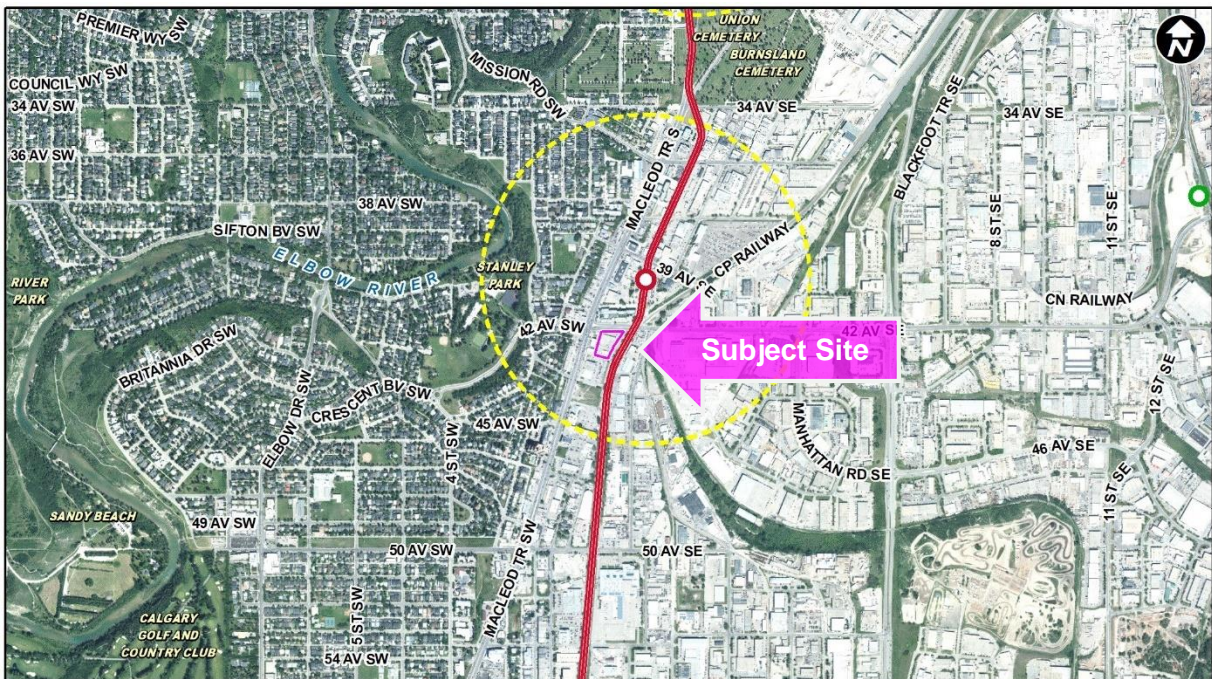 PREMIER WY SW
UNION
CEMETERY
BURNSLAND
CEMETERY
N
COUNCIL WY SW
MISSION RD SW
34 AV SW
34 AV SE
34 AV SE
BLACKFOOT TR SE
36 AV SW
MACLEOD TR S
8 ST SE
11 ST SE
38 AV SW
SIFTON BV SW
CP RAILWAY
ELBOW RIVER
STANLEY
PARK
39 AV SE
RIVER
PARK
CN RAILWAY
42 AV SW
42 AV S
Subject Site
BRITANNIA DR SW
CRESCENT BV SW
ELBOW DR SW
12 ST SE
45 AV SW
4 ST SW
MANHATTAN RD SE
46 AV SE
11 ST SE
SANDY BEACH
49 AV SW
50 AV SW
50 AV SE
MACLEOD TR SW
5 ST SW
CALGARY
GOLF AND
COUNTRY CLUB
54 AV SW